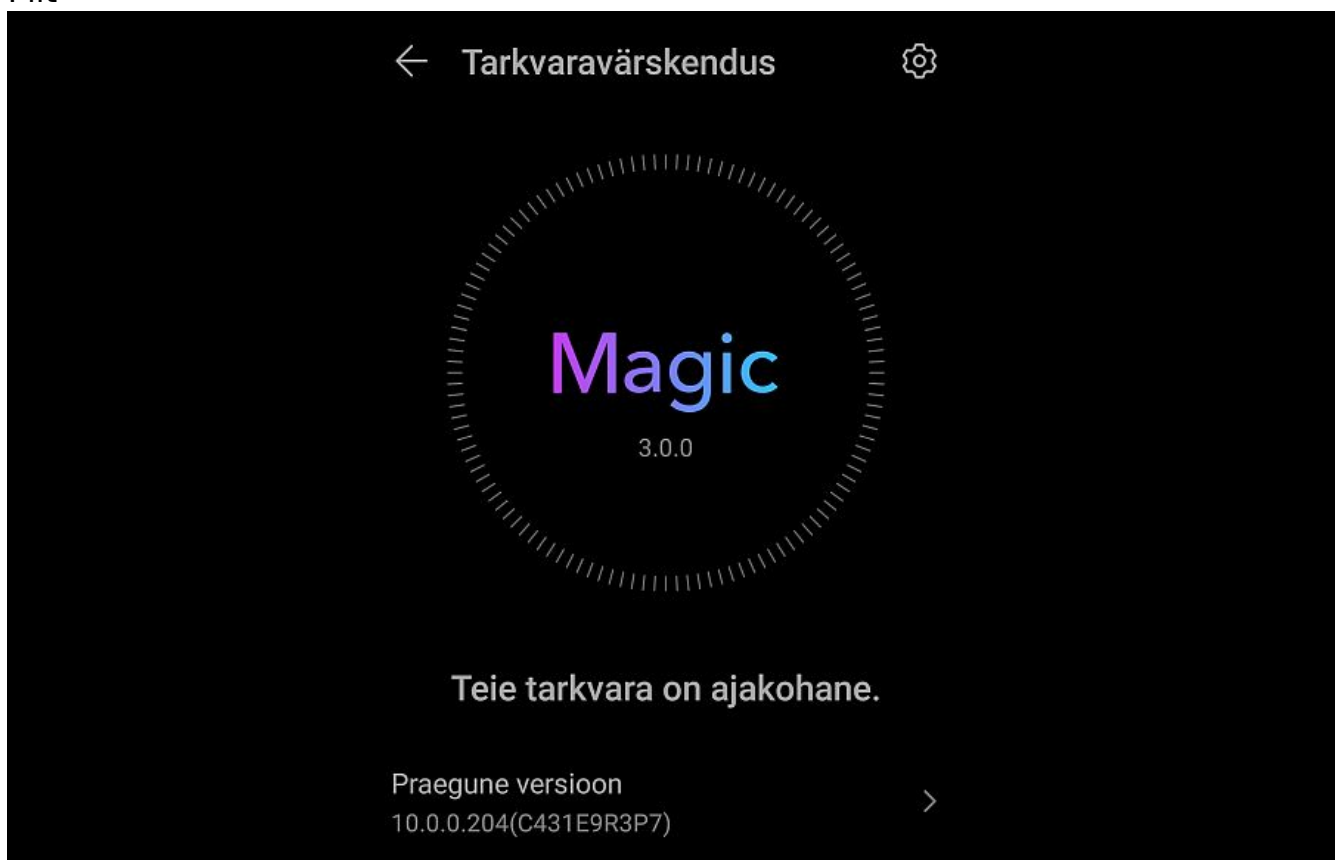 Tarkvaravärskendus
Magic
3.0.0
Teie tarkvara on ajakohane.
Praegune versioon
10.0.0.204(C431E9R3P7)